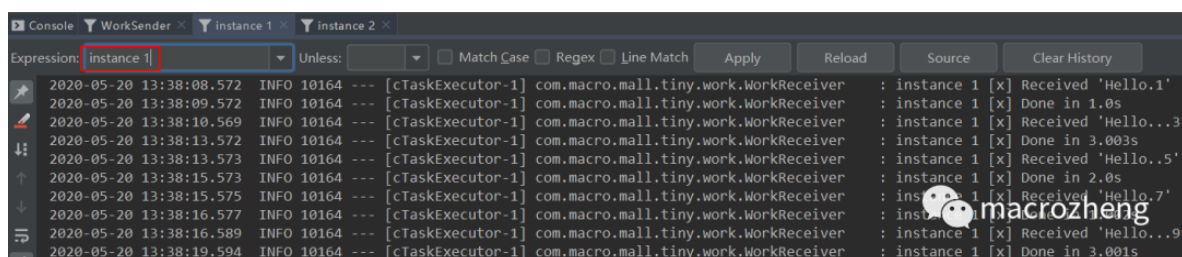 Console WorkSender × instance 1 × instance 2 ×
Expression: instance 1 Unless: Match Case Regex Line Match Apply Reload Source Clear History
2020-05-20 13:38:08.572 INFO 10164 --- [cTaskExecutor-1] com.macro.mall.tiny.work.WorkReceiver : instance 1 [x] Received 'Hello.1'
2020-05-20 13:38:09.572 INFO 10164 --- [cTaskExecutor-1] com.macro.mall.tiny.work.WorkReceiver : instance 1 [x] Done in 1.0s
2020-05-20 13:38:10.569 INFO 10164 --- [cTaskExecutor-1] com.macro.mall.tiny.work.WorkReceiver : instance 1 [x] Received 'Hello...3
2020-05-20 13:38:13.572 INFO 10164 --- [cTaskExecutor-1] com.macro.mall.tiny.work.WorkReceiver : instance 1 [x] Done in 3.003s
2020-05-20 13:38:13.573 INFO 10164 --- [cTaskExecutor-1] com.macro.mall.tiny.work.WorkReceiver : instance 1 [x] Received 'Hello..5'
2020-05-20 13:38:15.573 INFO 10164 --- [cTaskExecutor-1] com.macro.mall.tiny.work.WorkReceiver : instance 1 [x] Done in 2.0s
2020-05-20 13:38:15.575 INFO 10164 --- [cTaskExecutor-1] com.macro.mall.tiny.work.WorkReceiver : [x] Received 'Hello.7'
2020-05-20 13:38:16.577 INFO 10164 --- [cTaskExecutor-1] com.macro.mall.tiny.work.WorkReceiver :
macrozheng
2020-05-20 13:38:16.589 INFO 10164 --- [cTaskExecutor-1] com.macro.mall.tiny.work.WorkReceiver : instance 1 [x] Received 'Hello...9
2020-05-20 13:38:19.594 INFO 10164 --- [cTaskExecutor-1] com.macro.mall.tiny.work.WorkReceiver : instance 1 [x] Done in 3.001s